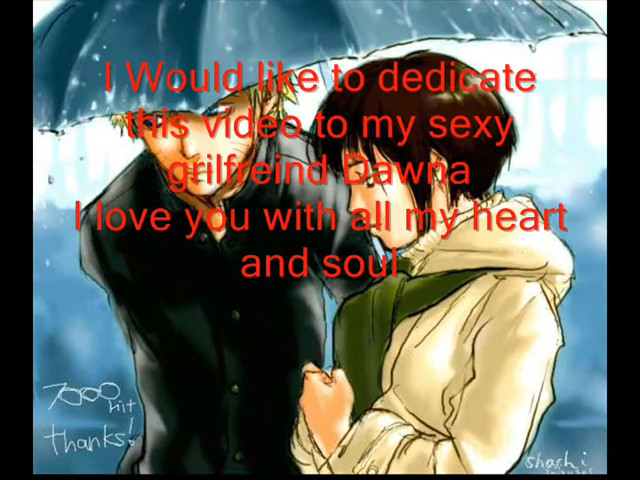 I Would like to dedicate
this video to my sexy
grilfreind Dawna
I love you with all my heart
and soul
7000
hit
thanks!
shachi